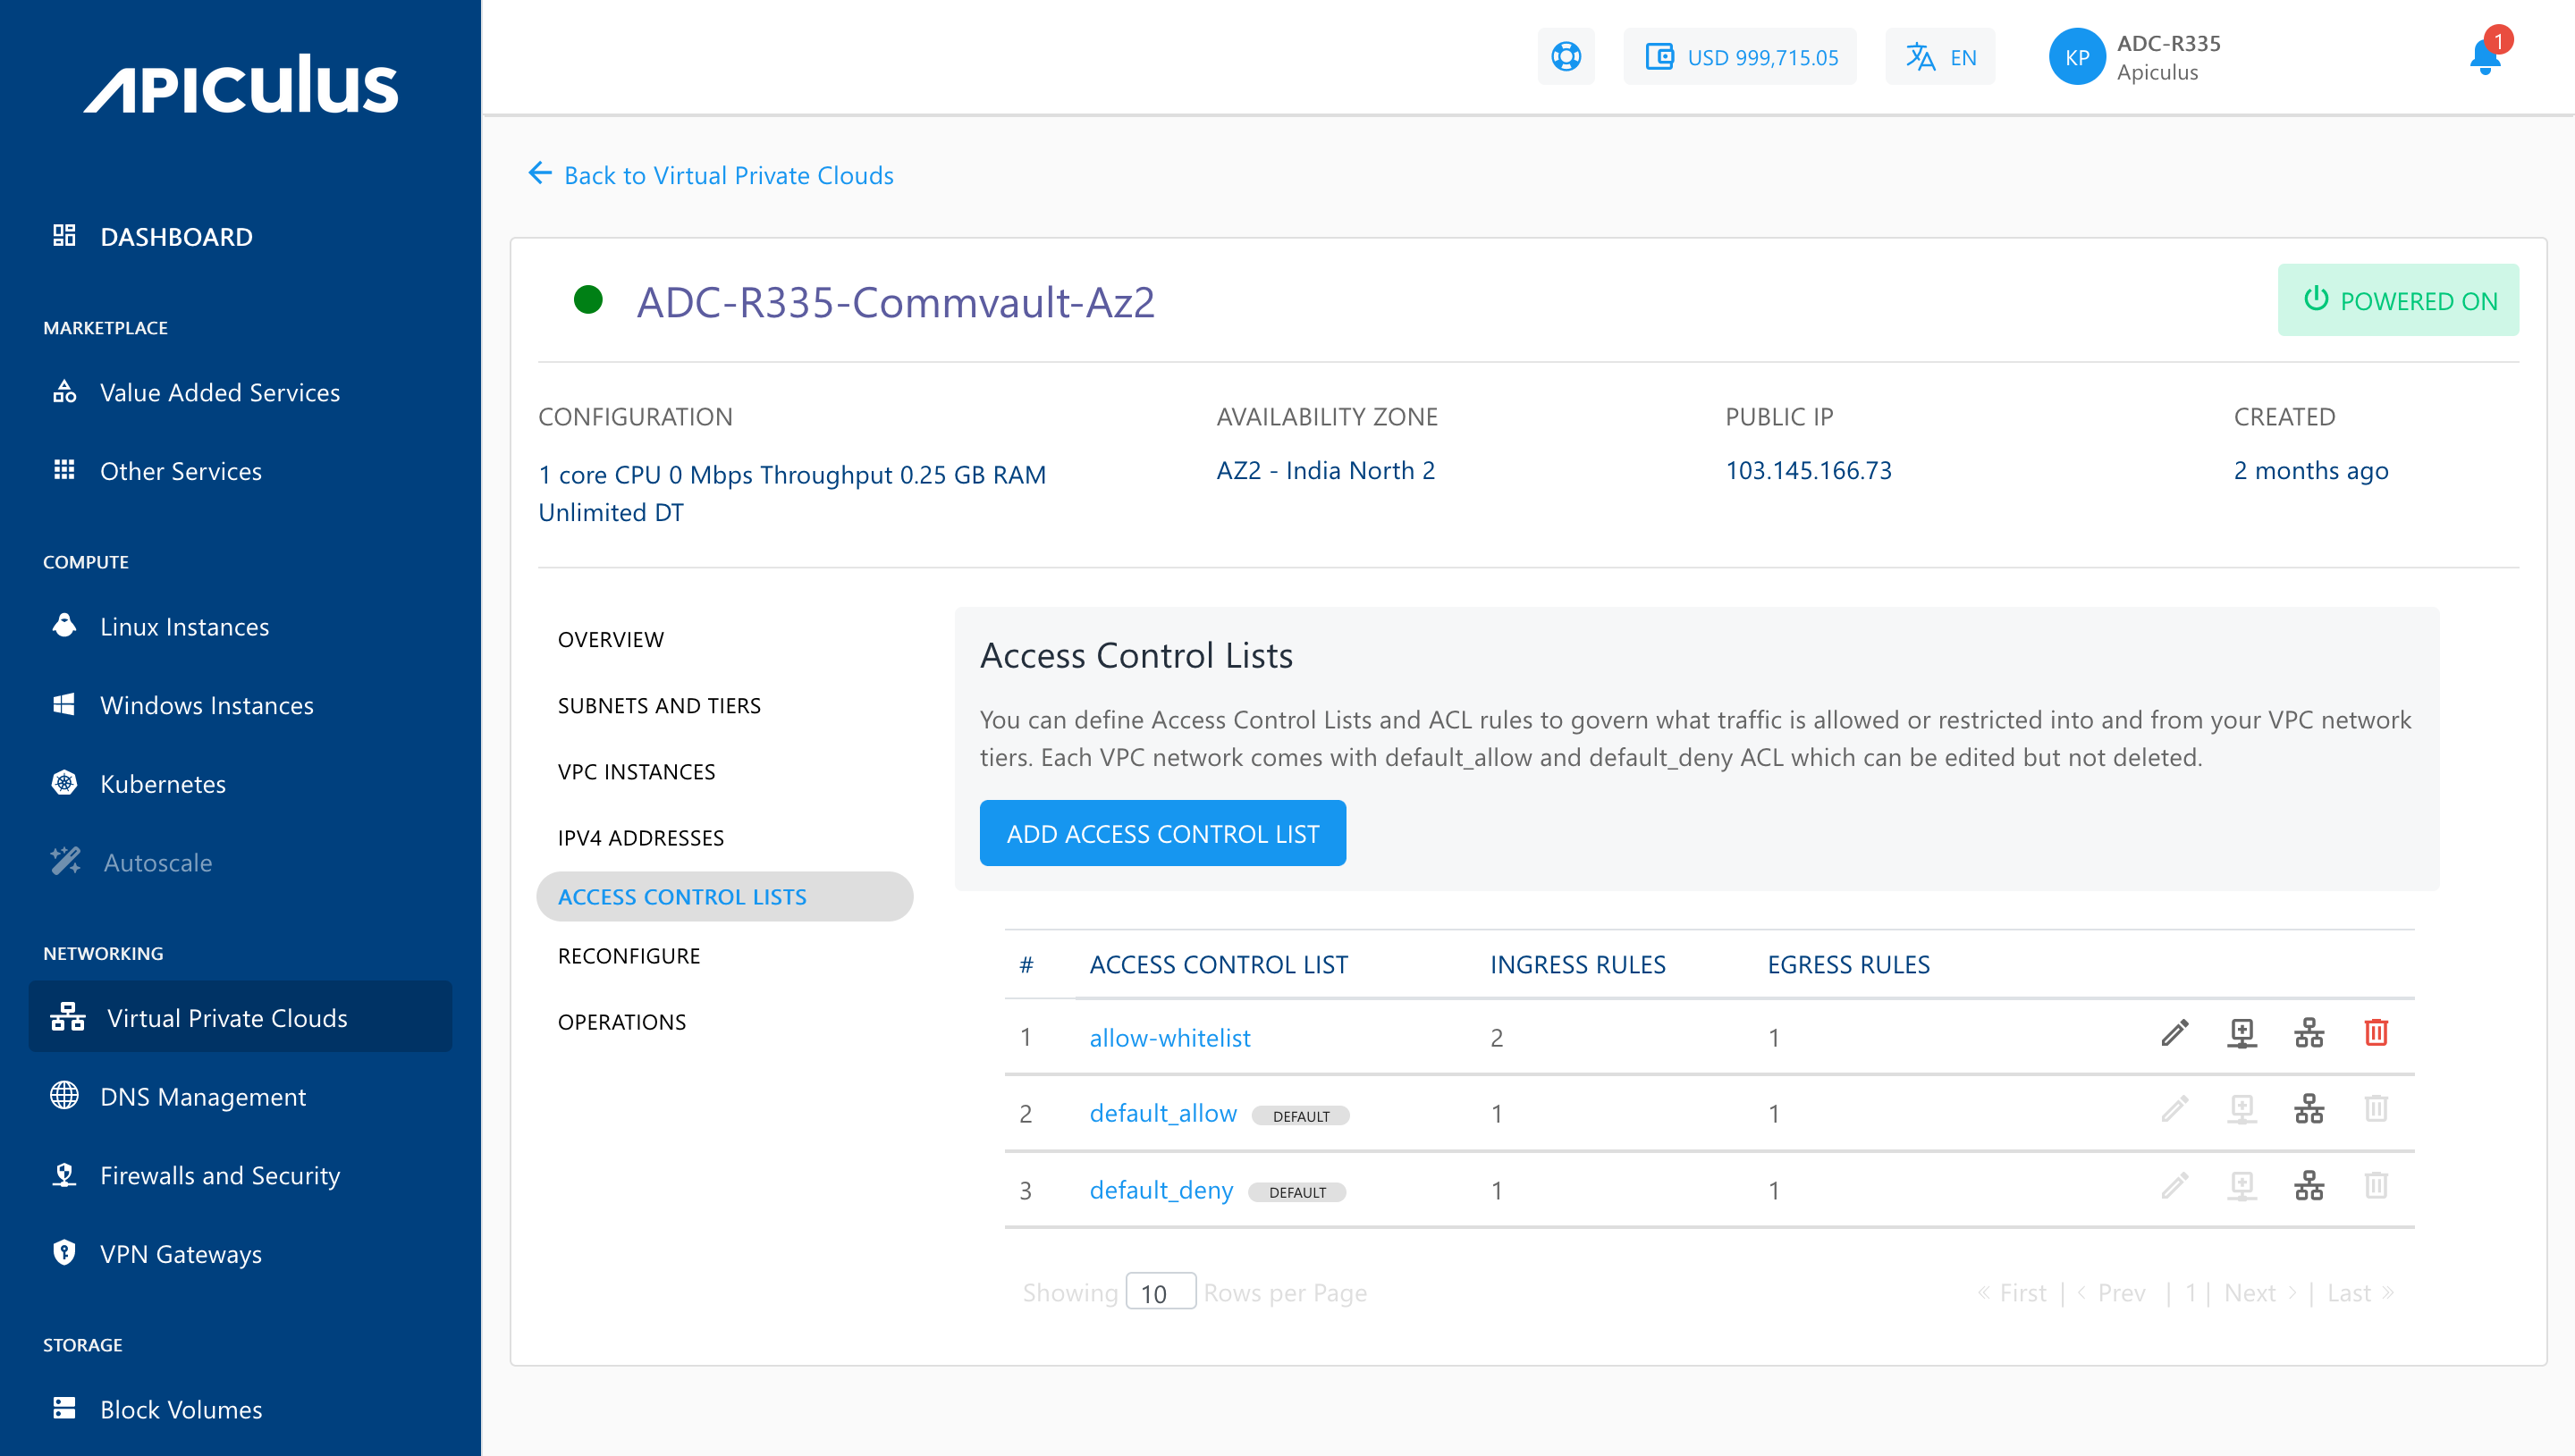 APICULUS
USD 999,715.05
EN
KP
ADC-R335
Apiculus
1
DASHBOARD
MARKETPLACE
Value Added Services
Other Services
COMPUTE
Linux Instances
Windows Instances
Kubernetes
Autoscale
NETWORKING
Virtual Private Clouds
DNS Management
Firewalls and Security
VPN Gateways
STORAGE
Block Volumes
Back to Virtual Private Clouds
ADC-R335-Commvault-Az2
POWERED ON
CONFIGURATION
1 core CPU 0 Mbps Throughput 0.25 GB RAM
Unlimited DT
AVAILABILITY ZONE
AZ2 - India North 2
PUBLIC IP
103.145.166.73
CREATED
2 months ago
OVERVIEW
SUBNETS AND TIERS
VPC INSTANCES
IPV4 ADDRESSES
ACCESS CONTROL LISTS
RECONFIGURE
OPERATIONS
Access Control Lists
You can define Access Control Lists and ACL rules to govern what traffic is allowed or restricted into and from your VPC network
tiers. Each VPC network comes with default_allow and default_deny ACL which can be edited but not deleted.
ADD ACCESS CONTROL LIST
# ACCESS CONTROL LIST INGRESS RULES EGRESS RULES
1 allow-whitelist 2 1
2 default_allow DEFAULT 1 1
3 default_deny DEFAULT 1 1
Showing 10 Rows per Page
« First | ‹ Prev | 1 | Next › | Last »